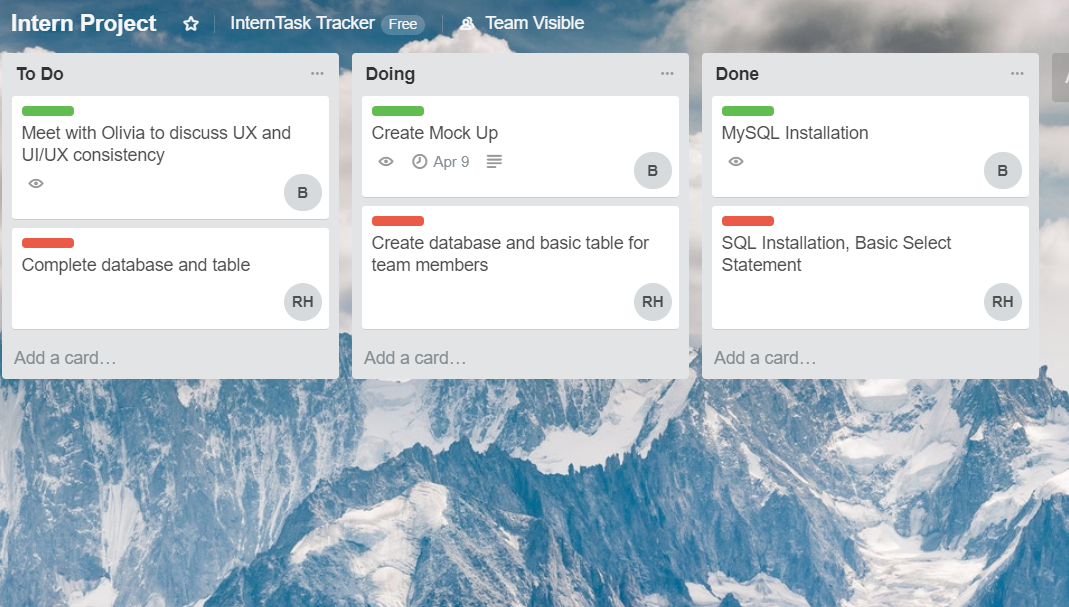 Intern Project InternTask Tracker Free Team Visible
To Do
Meet with Olivia to discuss UX and
UI/UX consistency
B
Complete database and table
RH
Add a card…
Doing
Create Mock Up
Apr 9
B
Create database and basic table for
team members
RH
Add a card…
Done
MySQL Installation
B
SQL Installation, Basic Select
Statement
RH
Add a card…